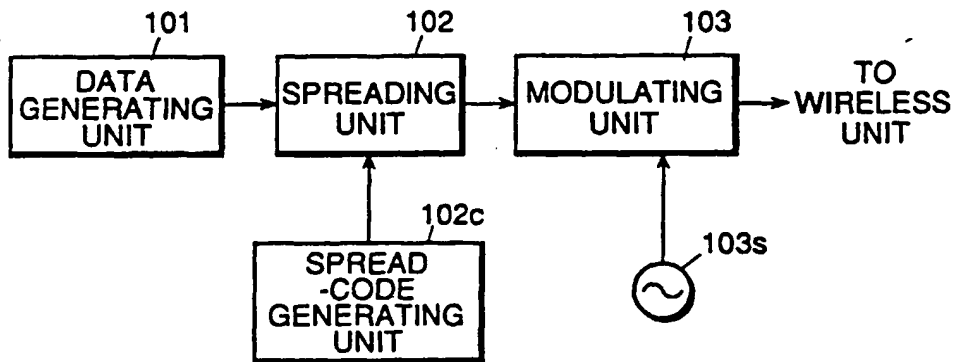 101
102
103
DATA
GENERATING
UNIT
SPREADING
UNIT
MODULATING
UNIT
TO
WIRELESS
UNIT
102c
SPREAD
-CODE
GENERATING
UNIT
103s